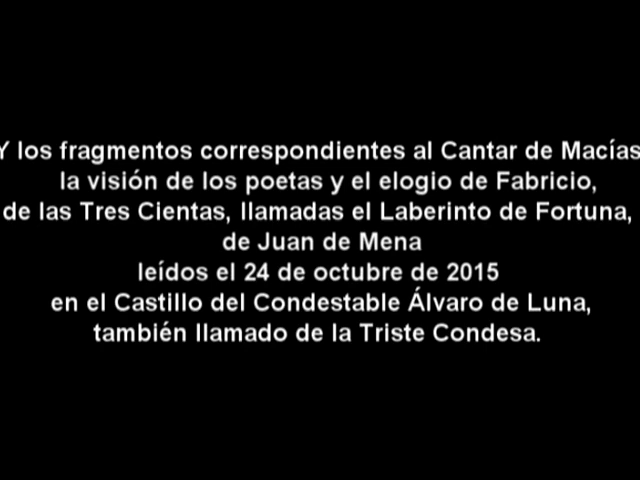 Y los fragmentos correspondientes al Cantar de Macías
la visión de los poetas y el elogio de Fabricio,
de las Tres Cientas, llamadas el Laberinto de Fortuna,
de Juan de Mena
leídos el 24 de octubre de 2015
en el Castillo del Condestable Álvaro de Luna,
también llamado de la Triste Condesa.